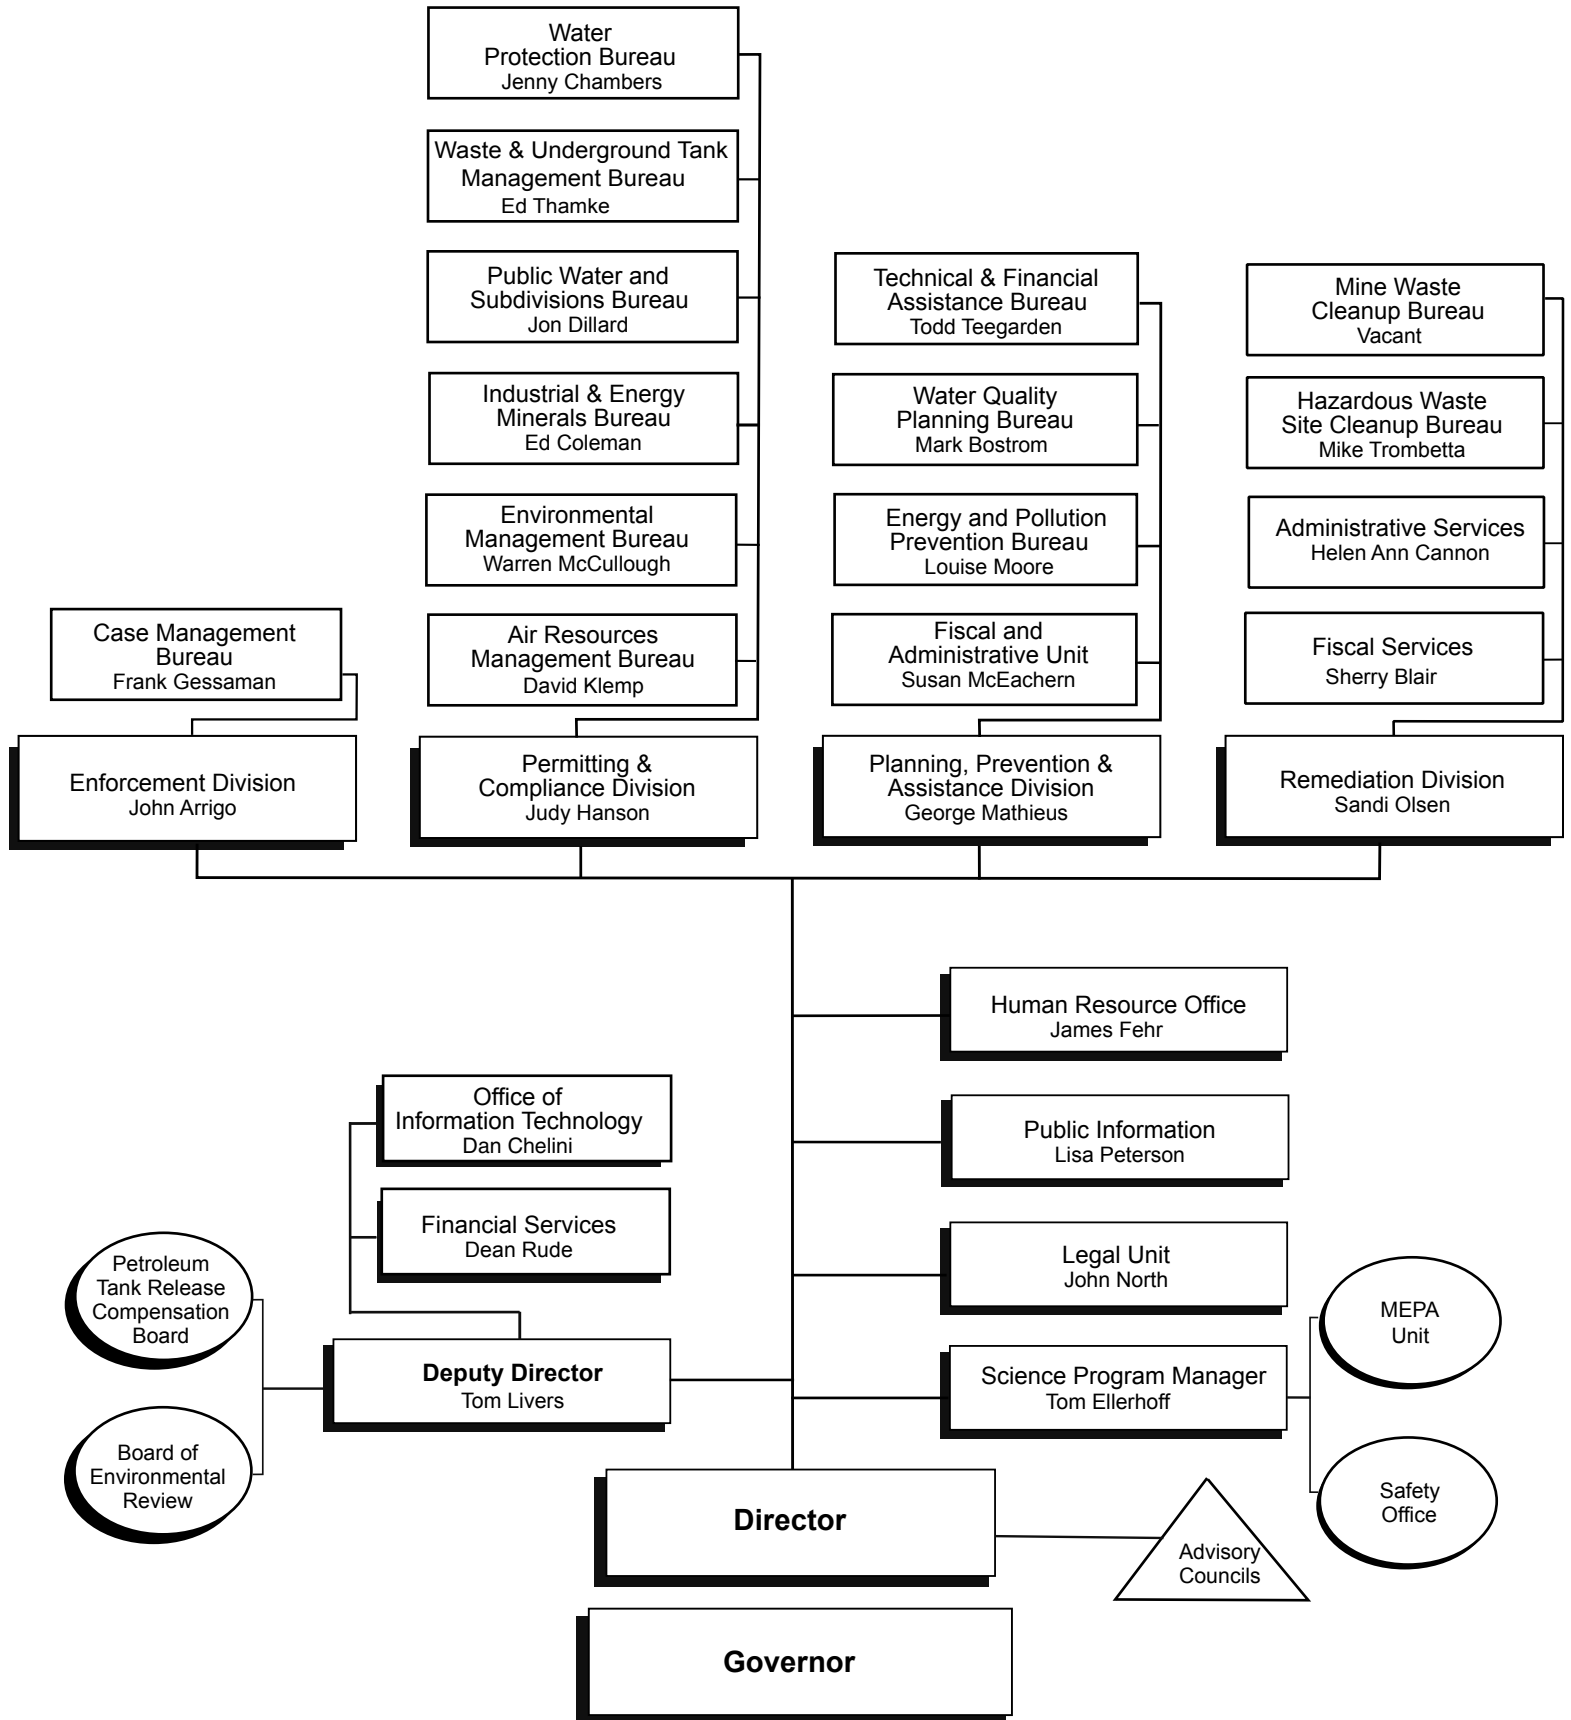 Water
Protection Bureau
Jenny Chambers
Waste & Underground Tank
Management Bureau
Ed Thamke
Public Water and
Subdivisions Bureau
Jon Dillard
Technical & Financial
Assistance Bureau
Todd Teegarden
Mine Waste
Cleanup Bureau
Vacant
Industrial & Energy
Minerals Bureau
Ed Coleman
Water Quality
Planning Bureau
Mark Bostrom
Hazardous Waste
Site Cleanup Bureau
Mike Trombetta
Environmental
Management Bureau
Warren McCullough
Energy and Pollution
Prevention Bureau
Louise Moore
Administrative Services
Helen Ann Cannon
Case Management
Bureau
Frank Gessaman
Air Resources
Management Bureau
David Klemp
Fiscal and
Administrative Unit
Susan McEachern
Fiscal Services
Sherry Blair
Enforcement Division
John Arrigo
Permitting &
Compliance Division
Judy Hanson
Planning, Prevention &
Assistance Division
George Mathieus
Remediation Division
Sandi Olsen
Human Resource Office
James Fehr
Office of
Information Technology
Dan Chelini
Public Information
Lisa Peterson
Financial Services
Dean Rude
Legal Unit
John North
Petroleum
Tank Release
Compensation
Board
MEPA
Unit
Deputy Director
Tom Livers
Science Program Manager
Tom Ellerhoff
Board of
Environmental
Review
Safety
Office
Director
Advisory
Councils
Governor